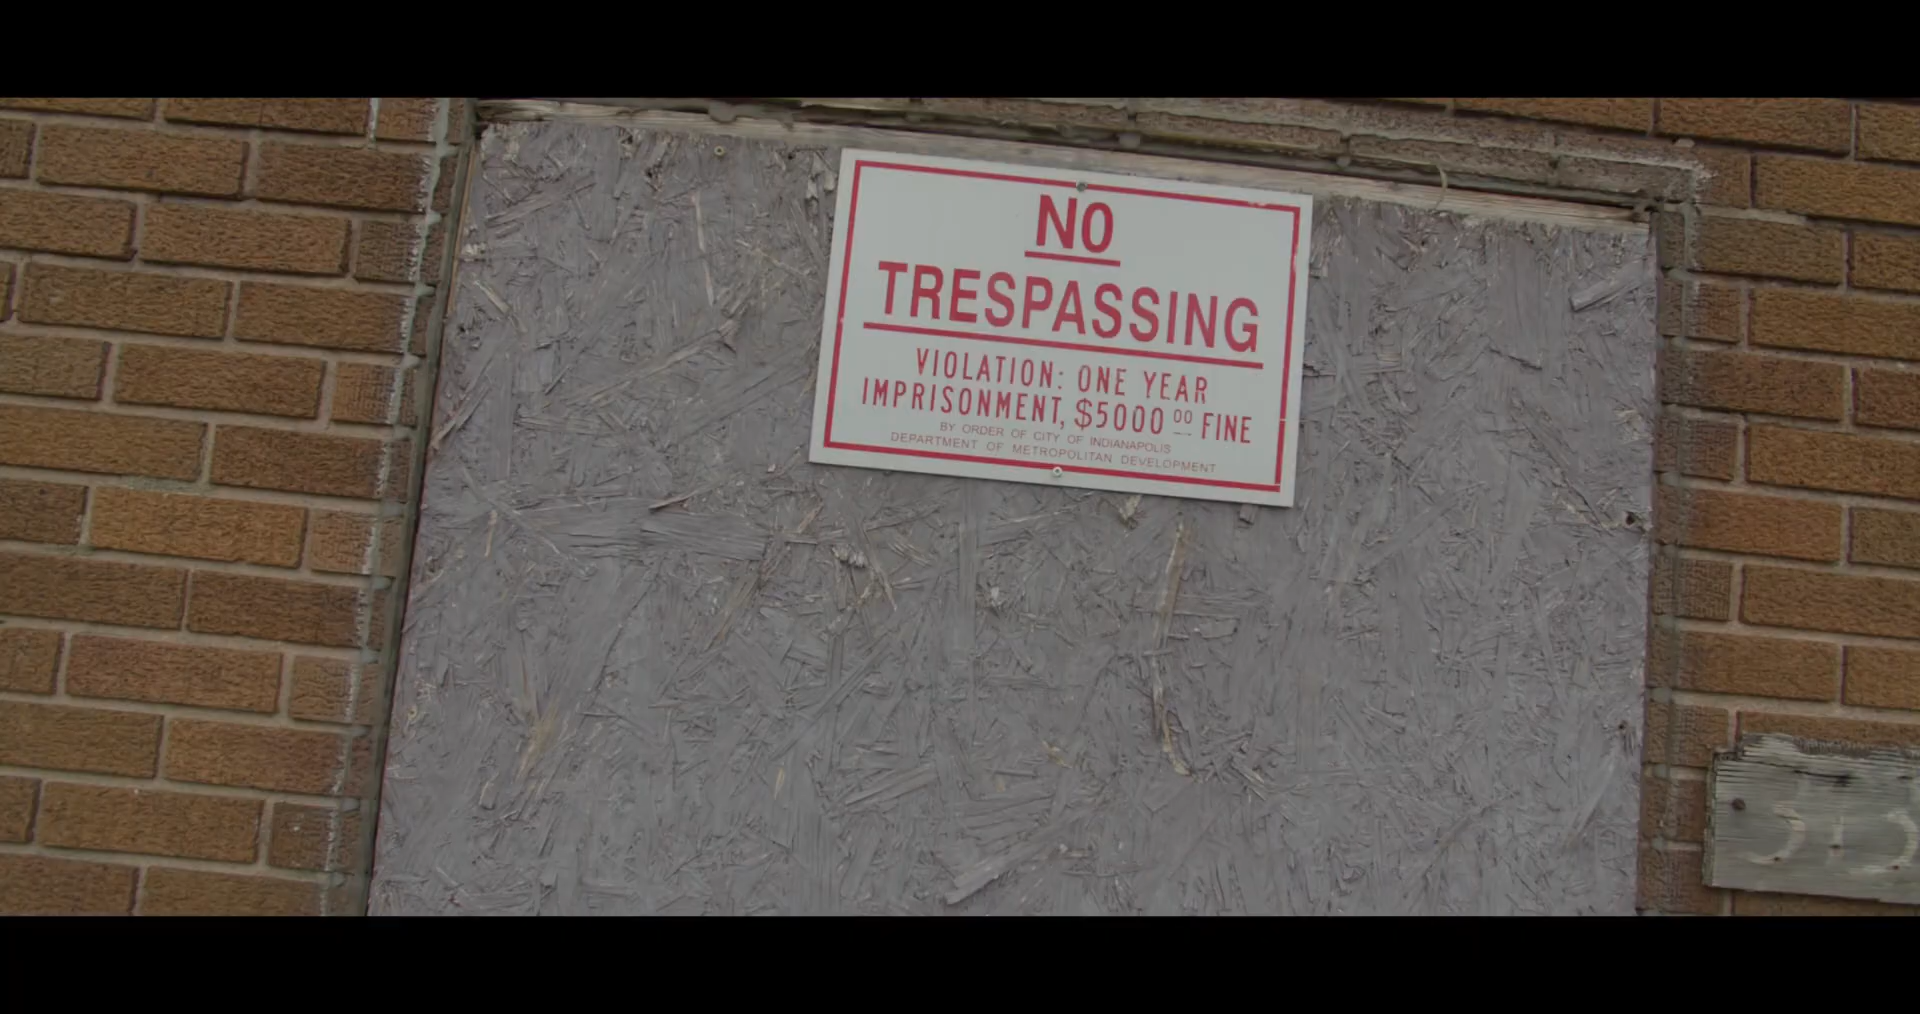 NO
TRESPASSING
VIOLATION: ONE YEAR
IMPRISONMENT, $5000 00 FINE
BY ORDER OF CITY OF INDIANAPOLIS
DEPARTMENT OF METROPOLITAN DEVELOPMENT